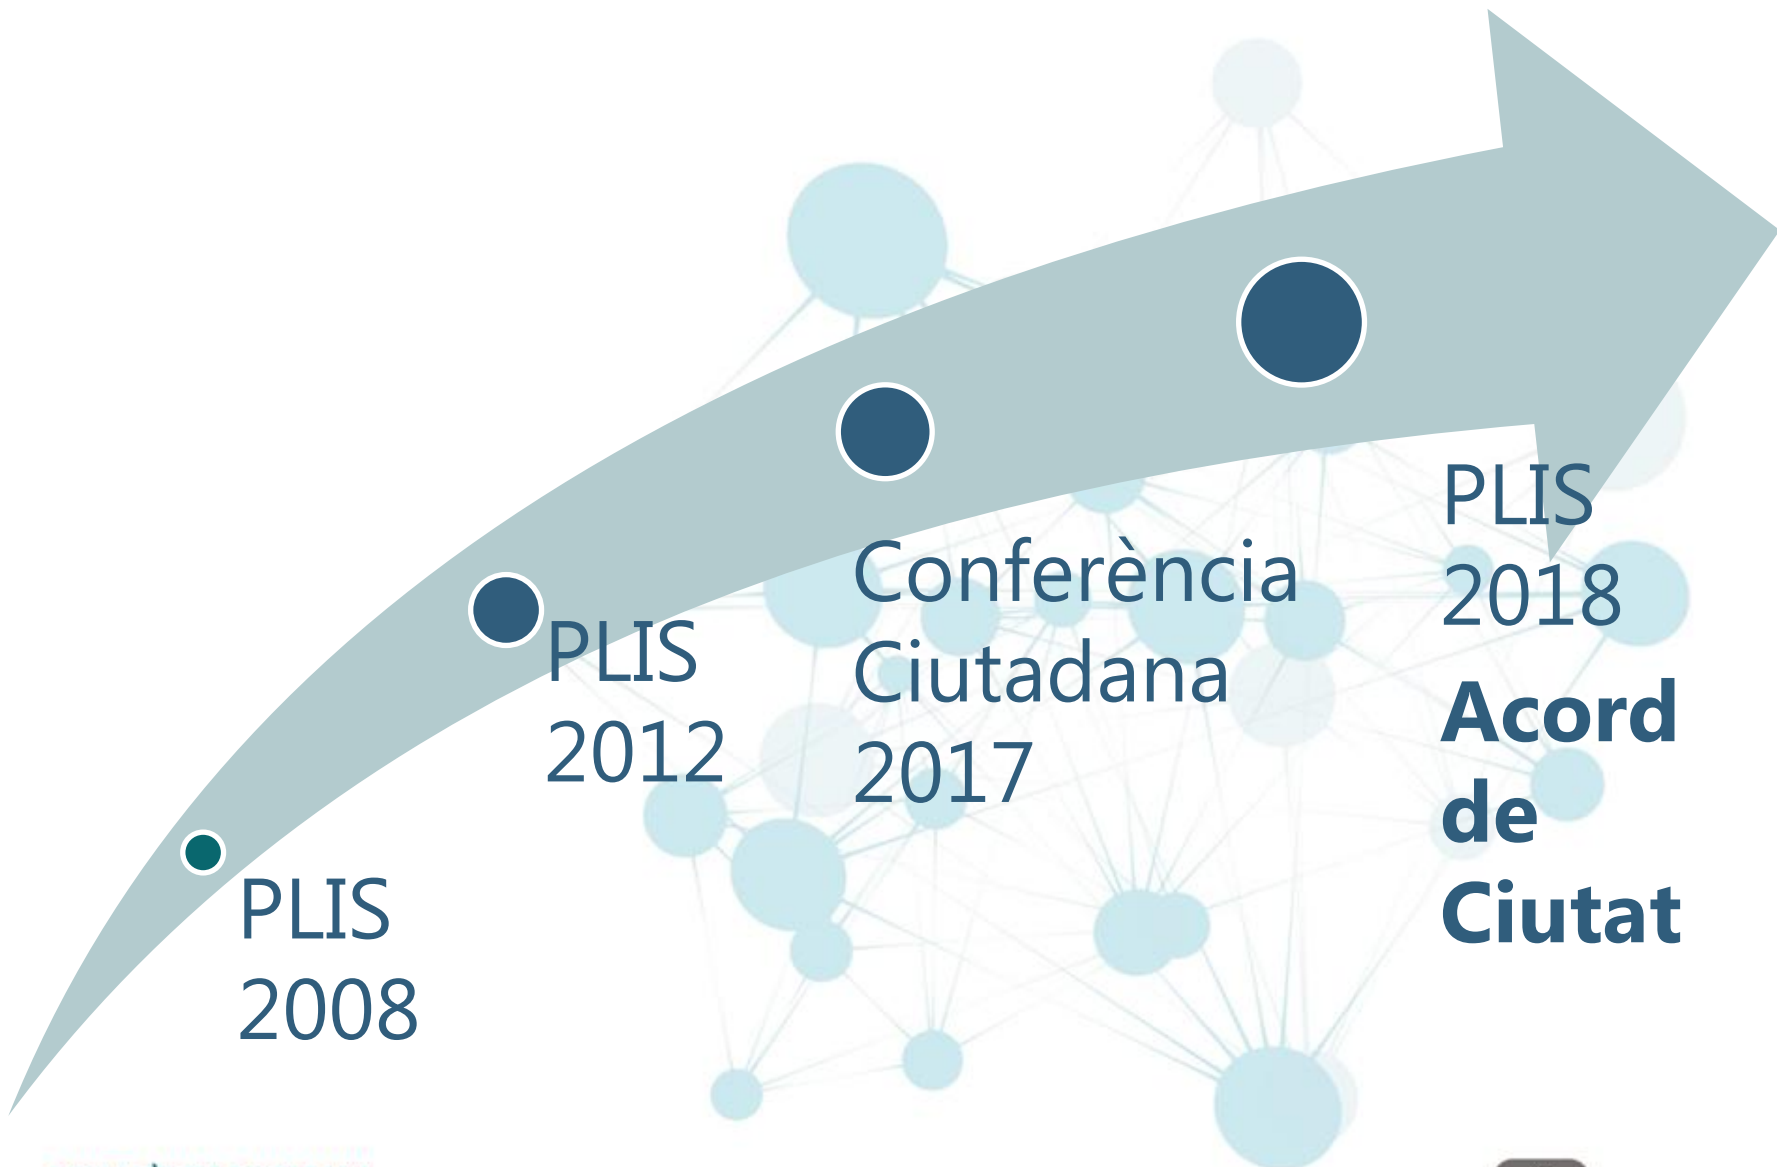 PLIS
2008
PLIS
2012
Conferència
Ciutadana
2017
PLIS
2018
Acord
de
Ciutat